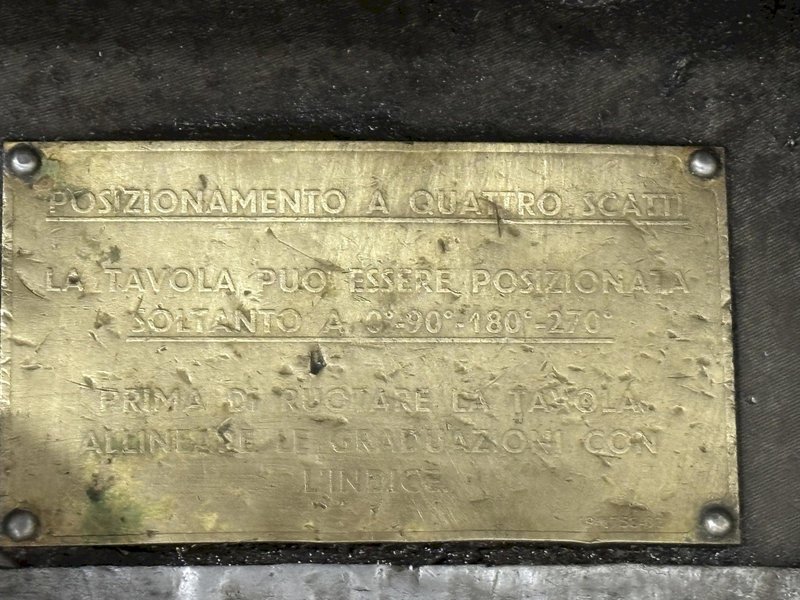 POSIZIONAMENTO A QUATTRO SCATTI
LA TAVOLA PUO ESSERE POSIZIONATA
SOLTANTO A 0°-90°-180°-270°
PRIMA DI RUOTARE LA TAVOLA
ALLINEARE LE GRADUAZIONI CON
L'INDICE